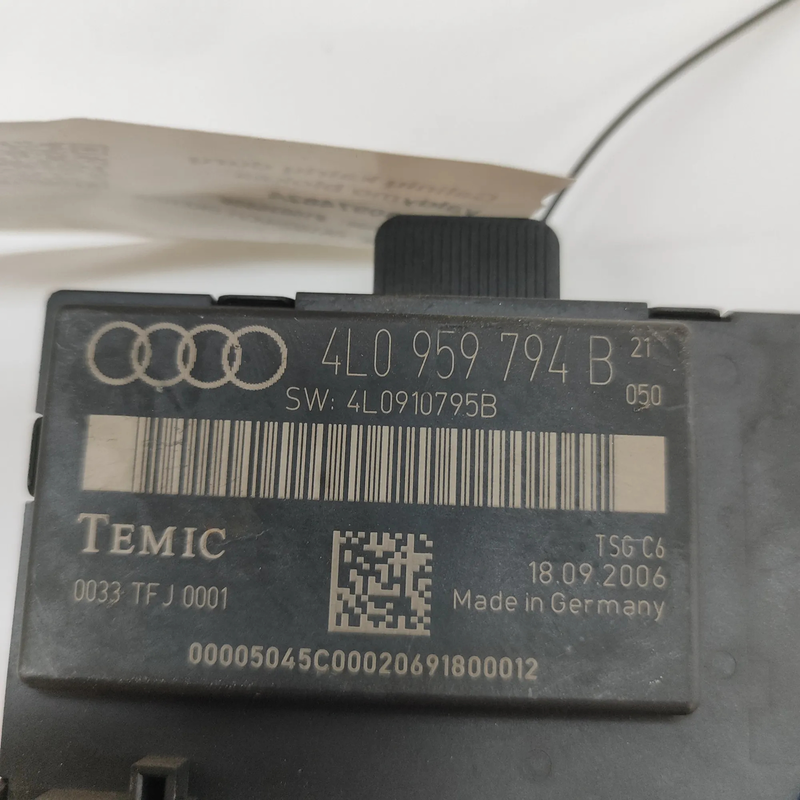 4L0 959 794 B 21
050
SW: 4L0910795B
TEMIC
TSG C6
18.09.2006
0033 TFJ 0001
Made in Germany
00005045C00020691800012